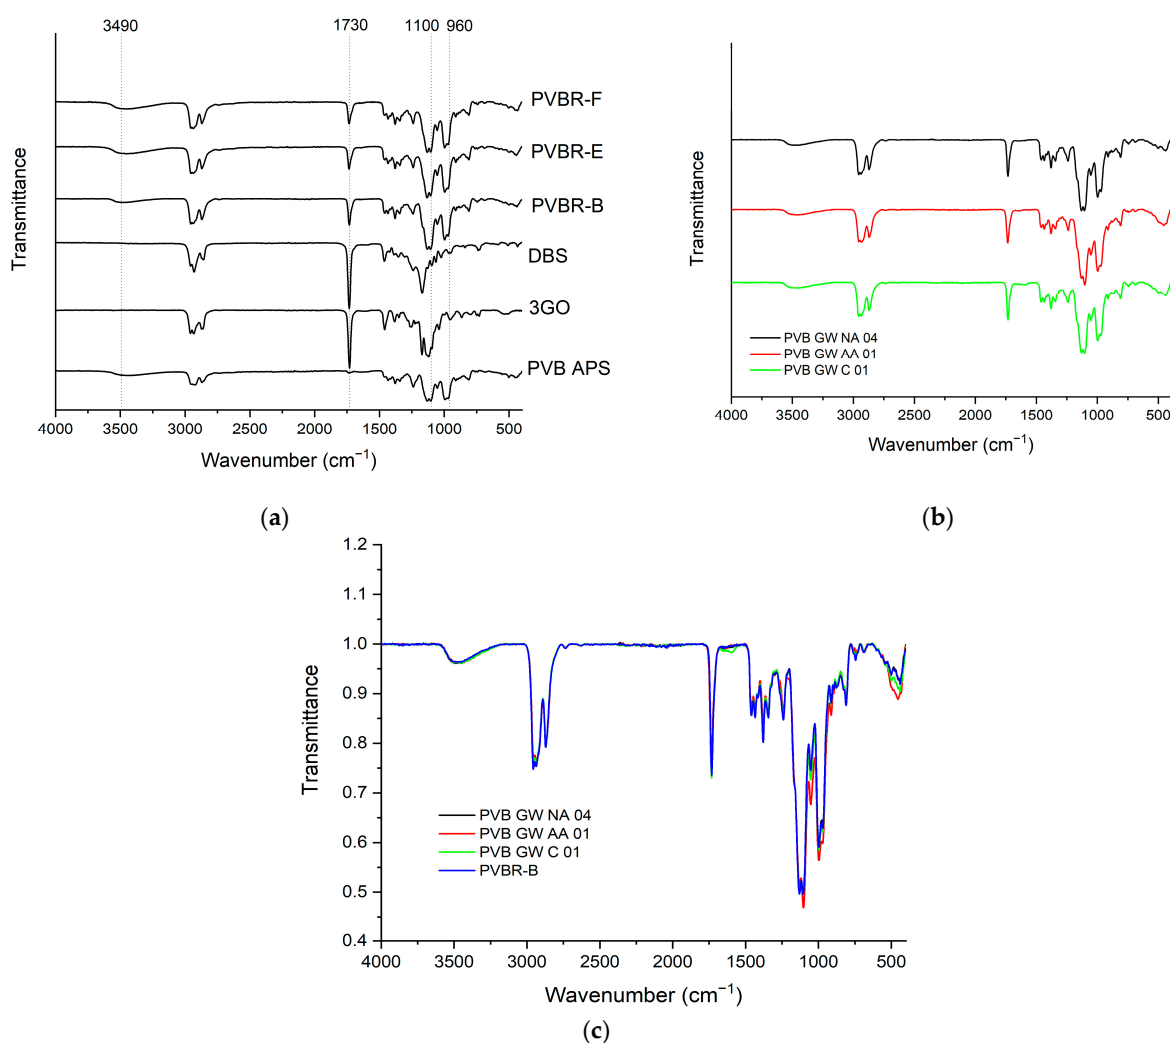 3490 1730 1100 960
Transmittance
PVBR-F
PVBR-E
PVBR-B
DBS
3GO
PVB APS
4000 3500 3000 2500 2000 1500 1000 500
Wavenumber (cm⁻¹)
(a)
Transmittance
PVB GW NA 04
PVB GW AA 01
PVB GW C 01
4000 3500 3000 2500 2000 1500 1000 500
Wavenumber (cm⁻¹)
(b)
Transmittance
1.2
1.1
1.0
0.9
0.8
0.7
0.6
0.5
0.4
PVB GW NA 04
PVB GW AA 01
PVB GW C 01
PVBR-B
4000 3500 3000 2500 2000 1500 1000 500
Wavenumber (cm⁻¹)
(c)